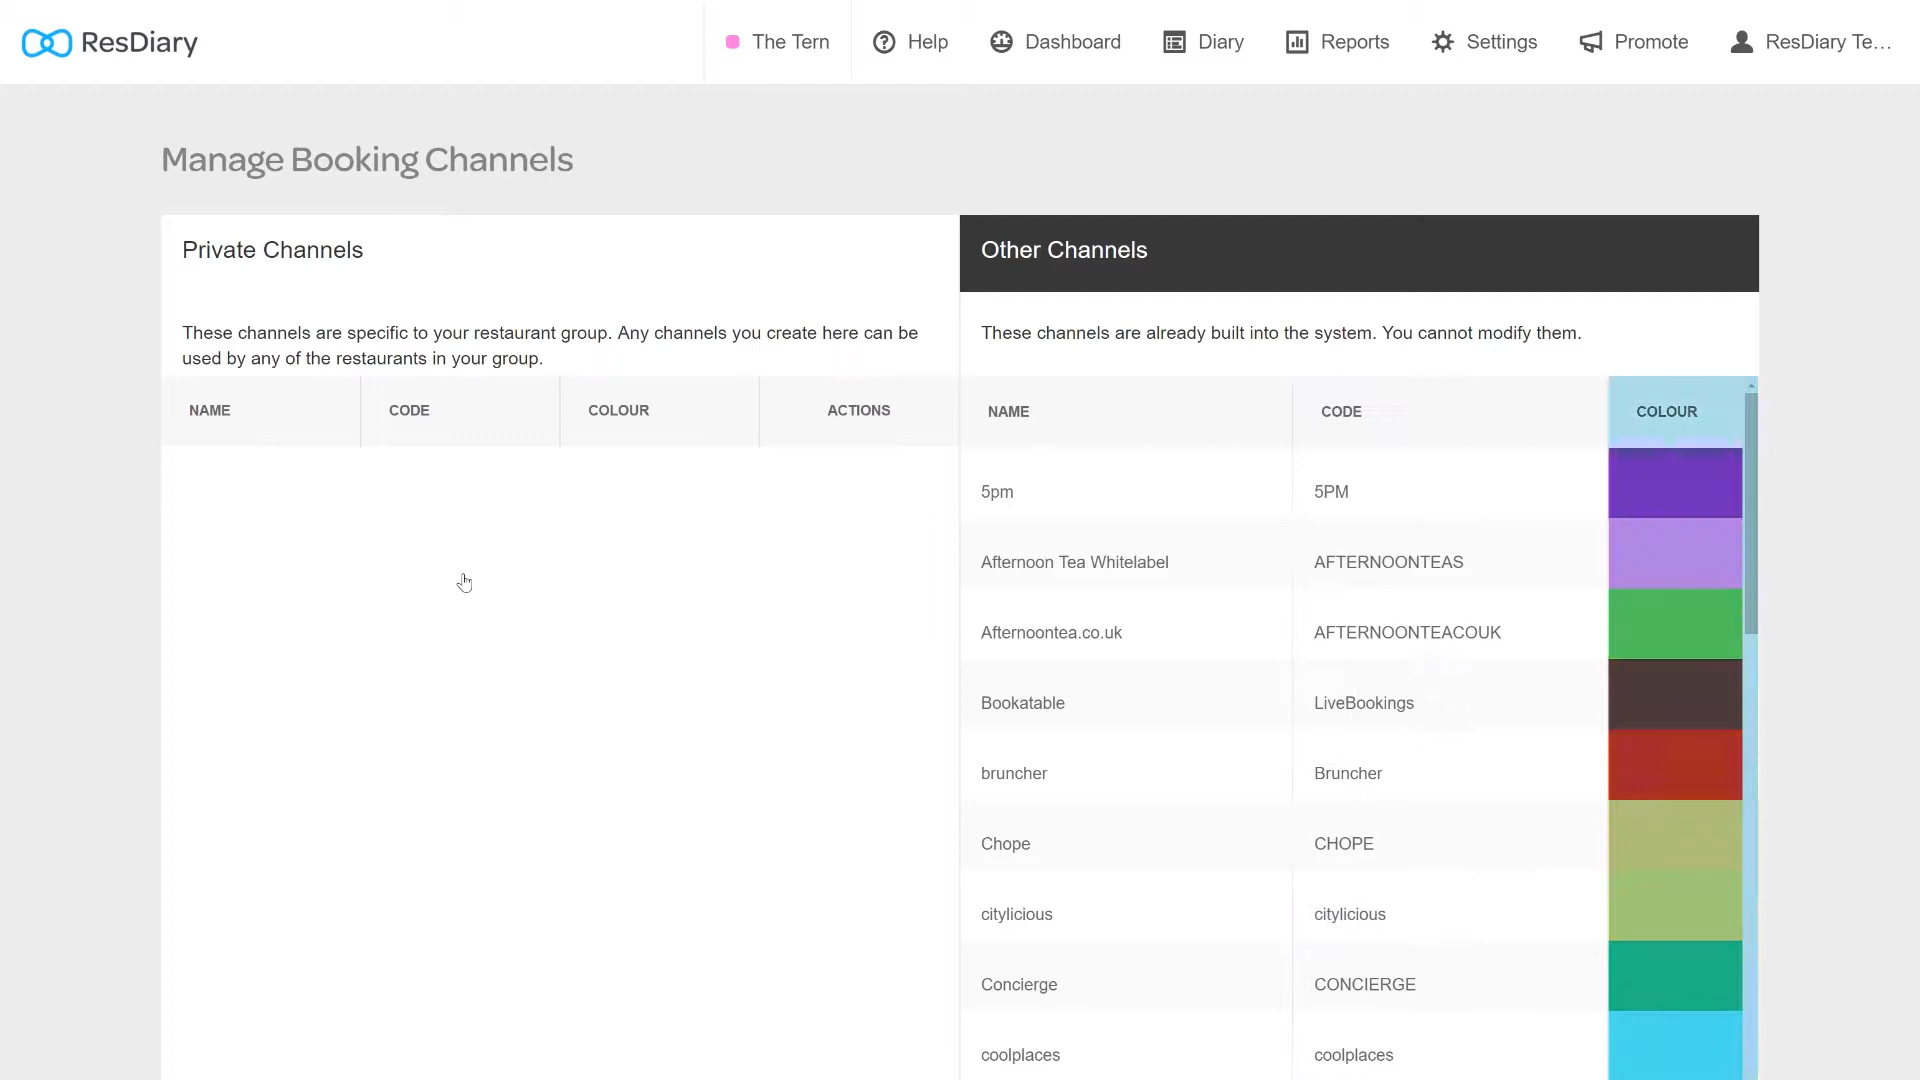 ResDiary
The Tern
Help
Dashboard
Diary
Reports
Settings
Promote
ResDiary Te...
Manage Booking Channels
Private Channels
These channels are specific to your restaurant group. Any channels you create here can be
used by any of the restaurants in your group.
NAME CODE COLOUR ACTIONS
Other Channels
These channels are already built into the system. You cannot modify them.
NAME CODE COLOUR
5pm 5PM
Afternoon Tea Whitelabel AFTERNOONTEAS
Afternoontea.co.uk AFTERNOONTEACOUK
Bookatable LiveBookings
bruncher Bruncher
Chope CHOPE
citylicious citylicious
Concierge CONCIERGE
coolplaces coolplaces